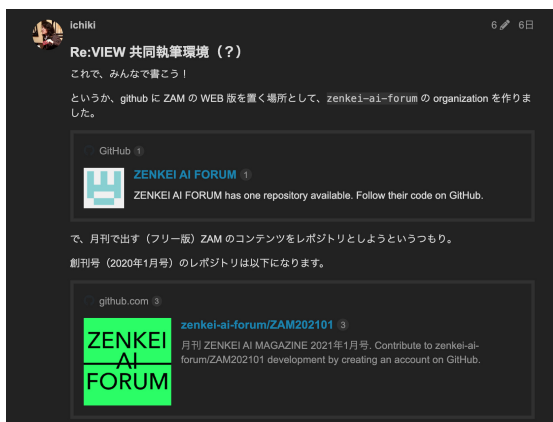 ichiki
6 6日
Re:VIEW 共同執筆環境（？）
これで、みんなで書こう！
というか、github に ZAM の WEB 版を置く場所として、zenkei-ai-forum の organization を作りま
した。
GitHub 1
ZENKEI AI FORUM 1
ZENKEI AI FORUM has one repository available. Follow their code on GitHub.
で、月刊で出す（フリー版）ZAM のコンテンツをレポジトリとしようというつもり。
創刊号（2020年1月号）のレポジトリは以下になります。
github.com 3
ZENKEI
AI
FORUM
zenkei-ai-forum/ZAM202101 3
月刊 ZENKEI AI MAGAZINE 2021年1月号. Contribute to zenkei-ai-
forum/ZAM202101 development by creating an account on GitHub.